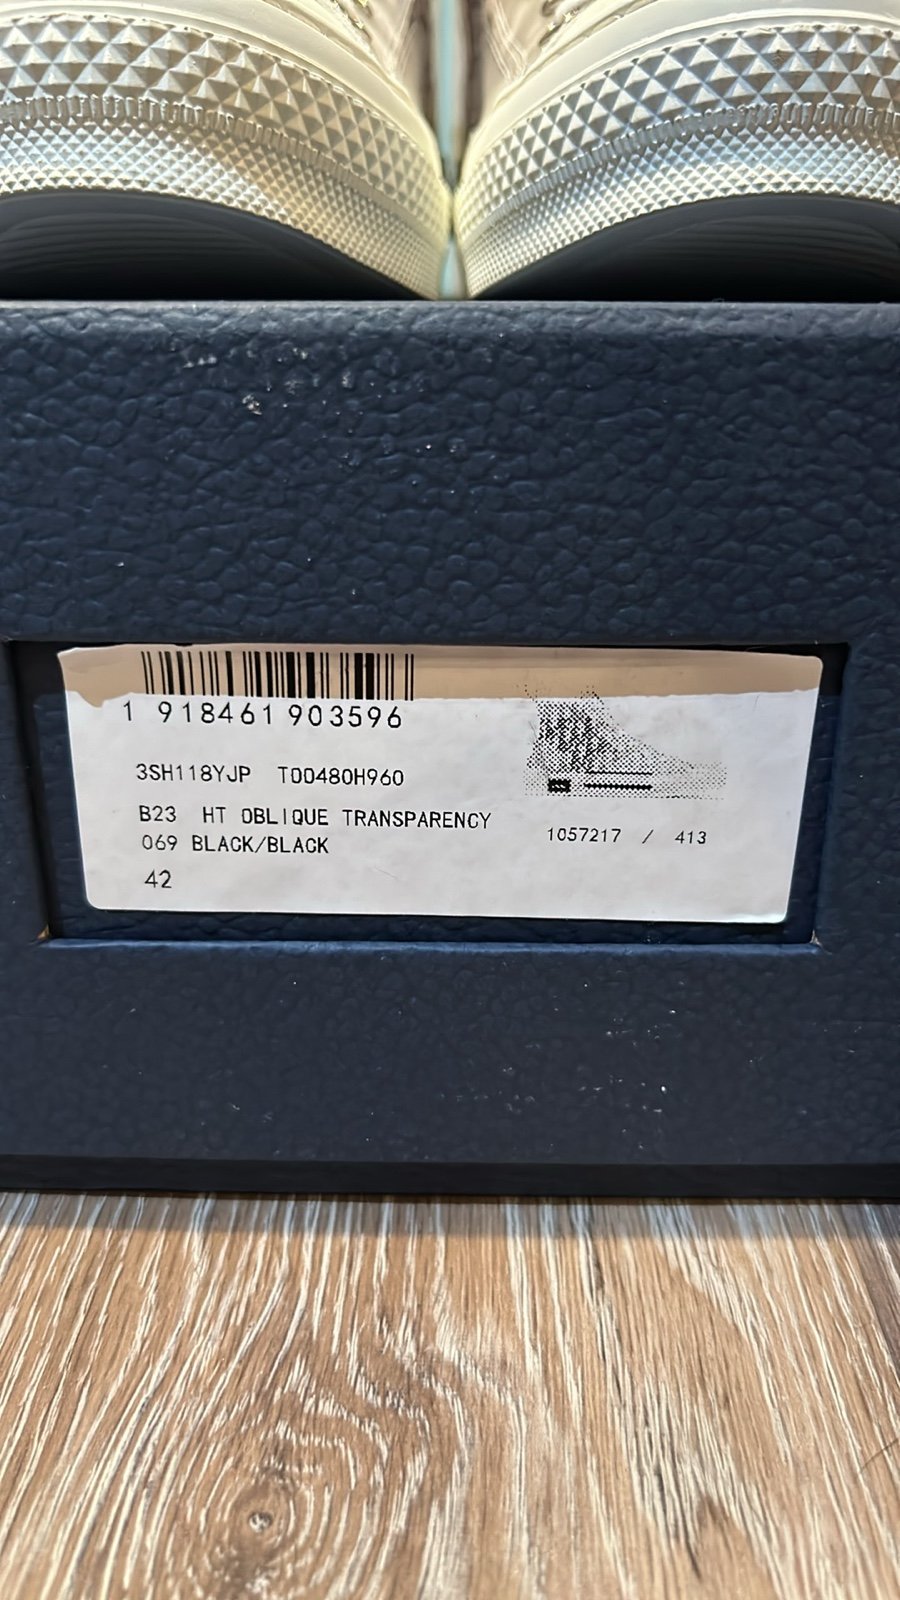 1 918461 903596
3SH118YJP T00480H960
B23 HT OBLIQUE TRANSPARENCY
069 BLACK/BLACK
1057217 / 413
42